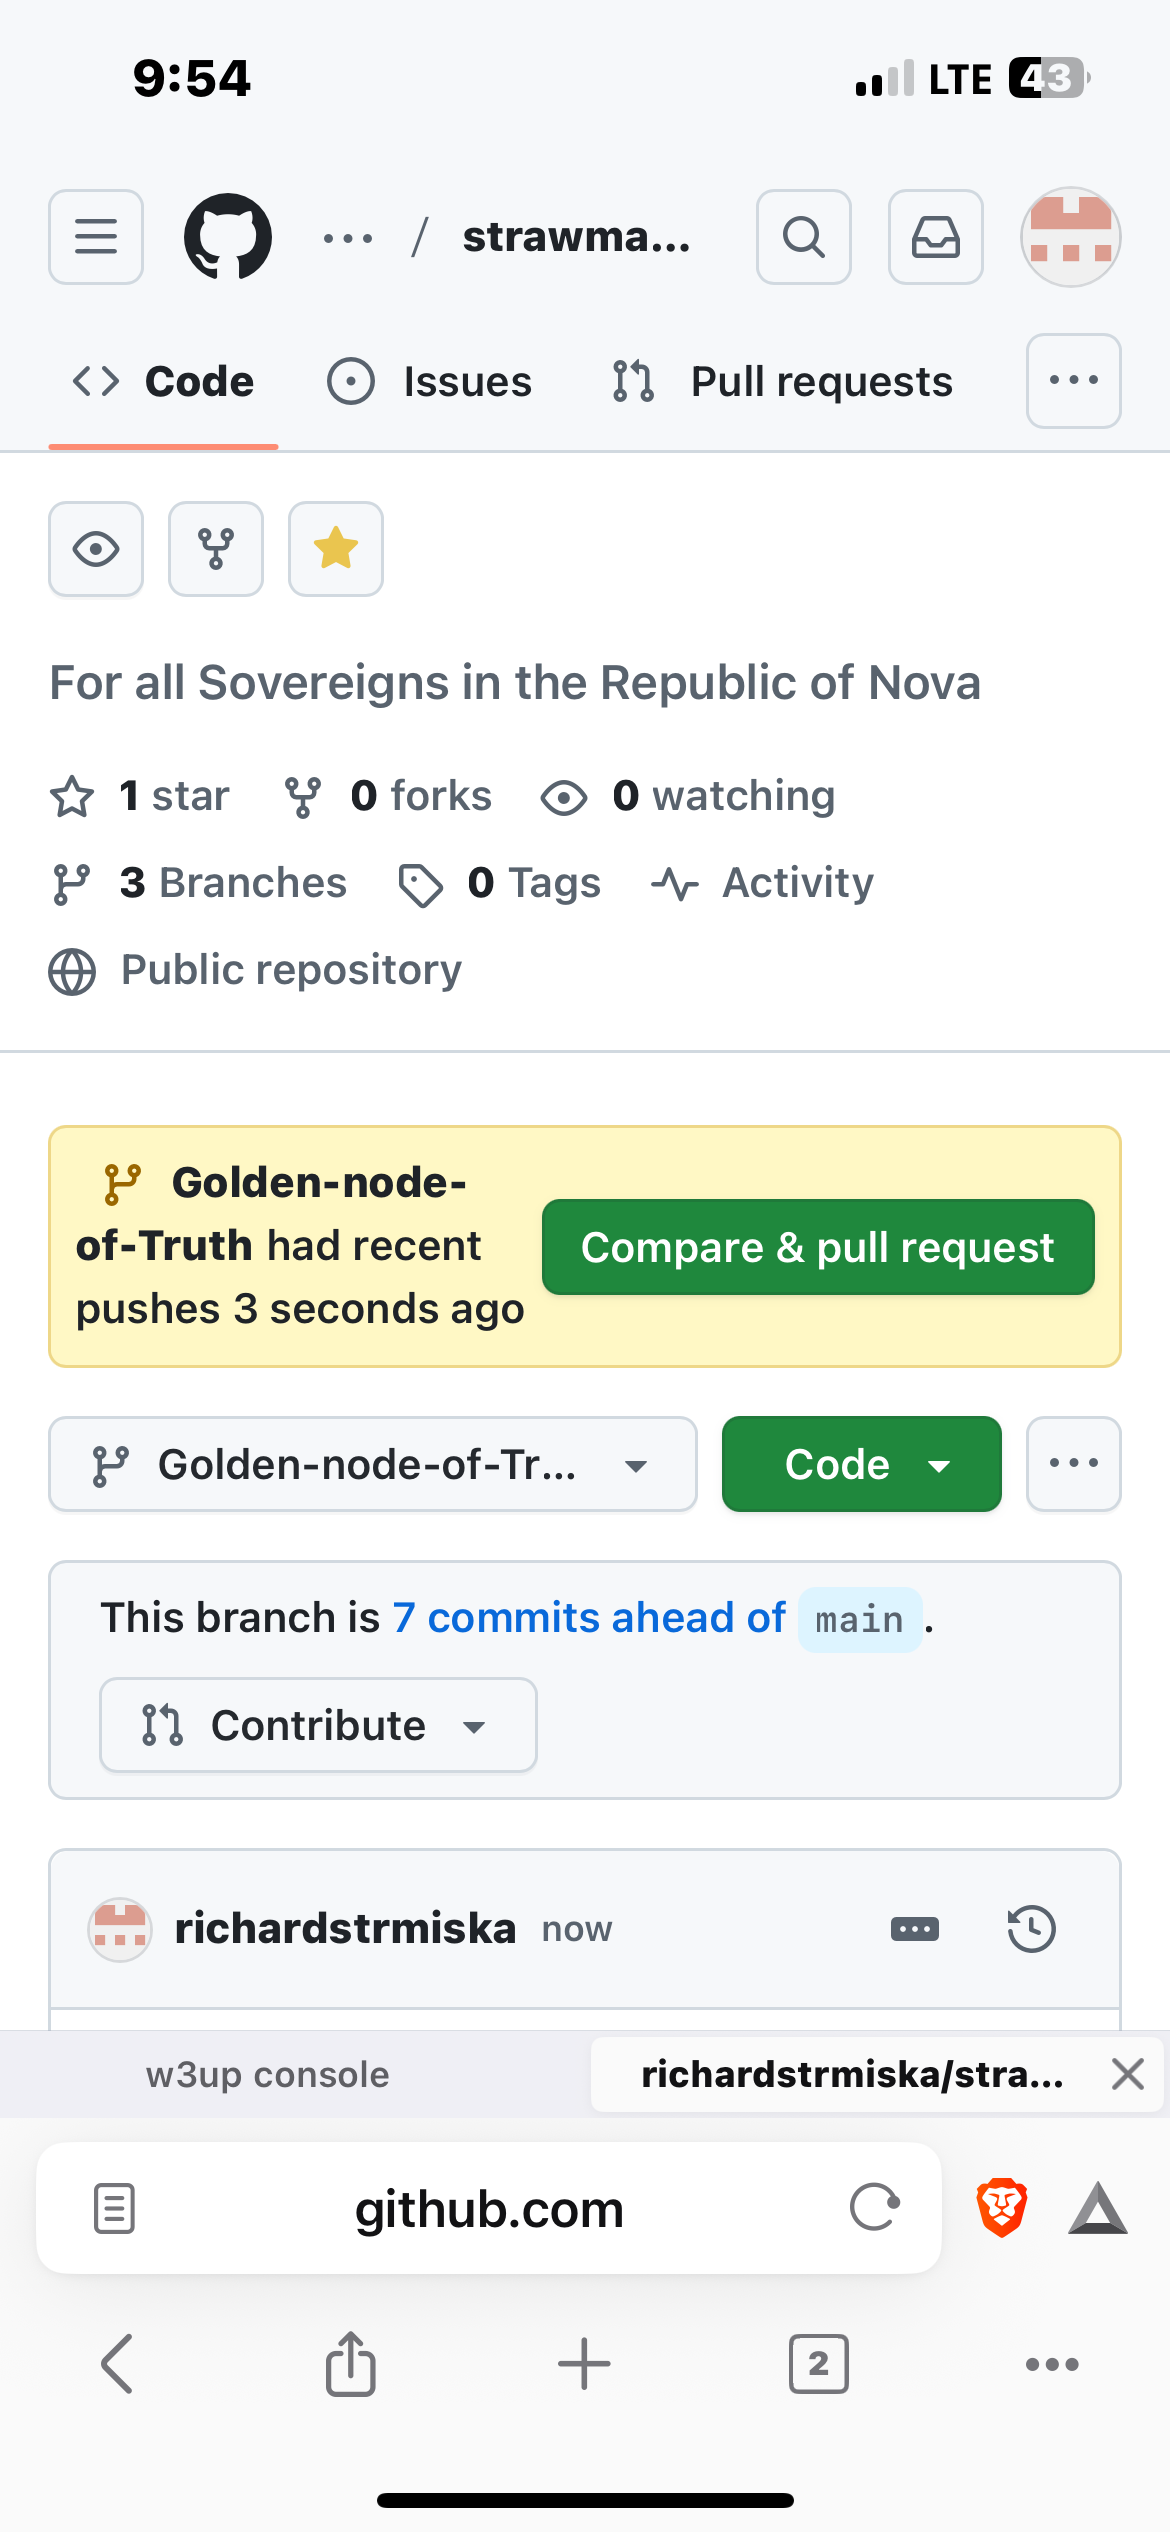 9:54
LTE 43
... / strawma...
Code Issues Pull requests ...
For all Sovereigns in the Republic of Nova
1 star 0 forks 0 watching
3 Branches 0 Tags Activity
Public repository
Golden-node-
of-Truth had recent
pushes 3 seconds ago
Compare & pull request
Golden-node-of-Tr... Code ...
This branch is 7 commits ahead of main.
Contribute
richardstrmiska now
w3up console richardstrmiska/stra...
github.com
2